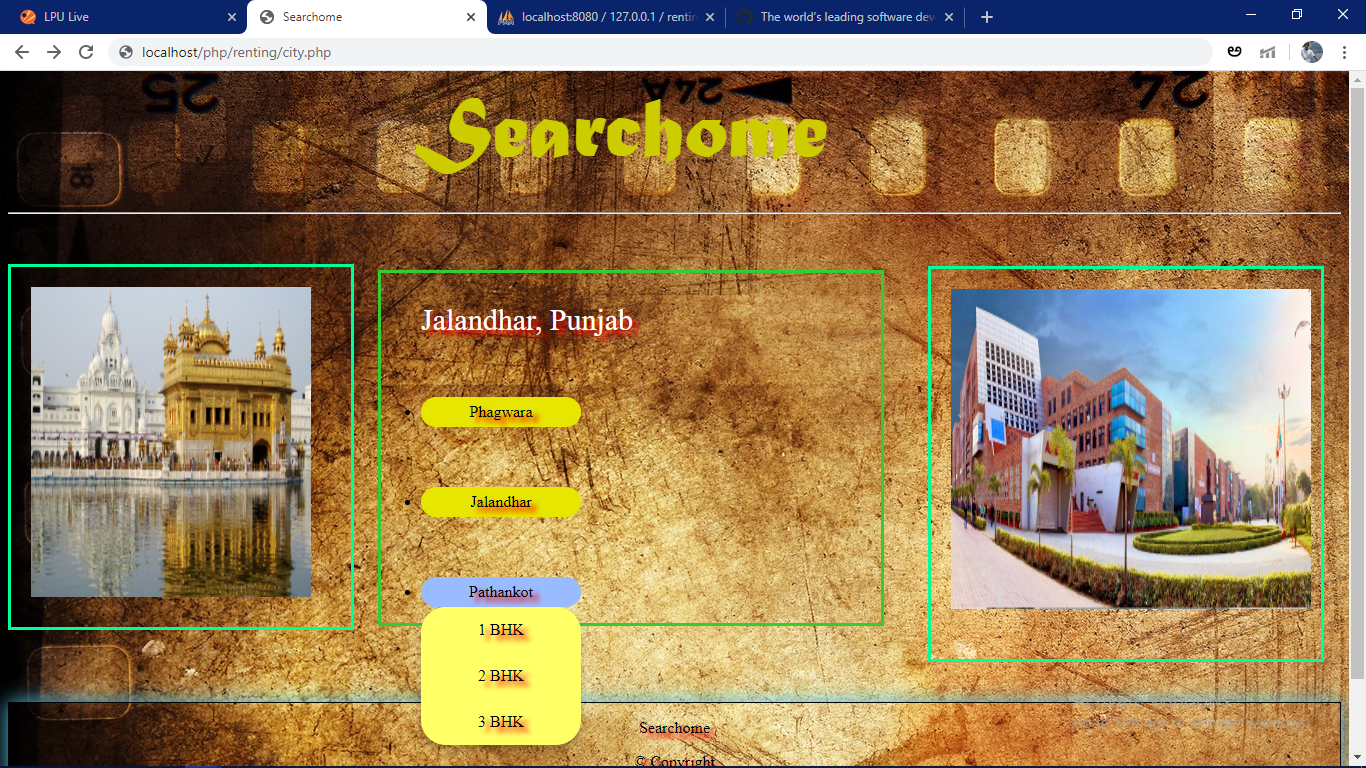 LPU Live
Searchome
localhost:8080 / 127.0.0.1 / rentin
The world's leading software dev
localhost/php/renting/city.php
25
24A
24
18
Searchome
Jalandhar, Punjab
Phagwara
Jalandhar
Pathankot
1 BHK
2 BHK
3 BHK
Searchome
© Copyright